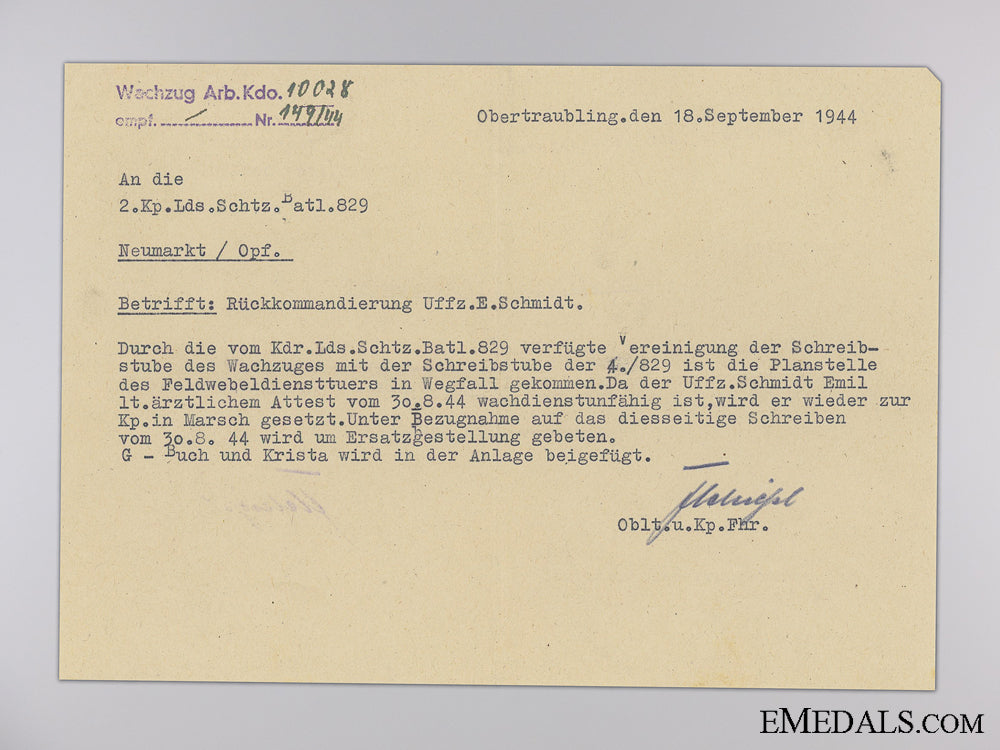 Wachzug Arb.Kdo. 10028
empf. / Nr. 149/44
Obertraubling.den 18.September 1944
An die
2.Kp.Lds.Schtz.Batl.829
Neumarkt / Opf.
Betrifft: Rückkommandierung Uffz.E.Schmidt.
Durch die vom Kdr.Lds.Schtz.Batl.829 verfügte Vereinigung der Schreib-
stube des Wachzuges mit der Schreibstube der 4./829 ist die Planstelle
des Feldwebeldiensttuers in Wegfall gekommen.Da der Uffz.Schmidt Emil
lt.ärztlichem Attest vom 30.8.44 wachdienstunfähig ist,wird er wieder zur
Kp.in Marsch gesetzt.Unter Bezugnahme auf das diesseitige Schreiben
vom 30.8. 44 wird um Ersatzgestellung gebeten.
G - Buch und Krista wird in der Anlage beigefügt.
Oblt.u.Kp.Fhr.
EMEDALS.COM